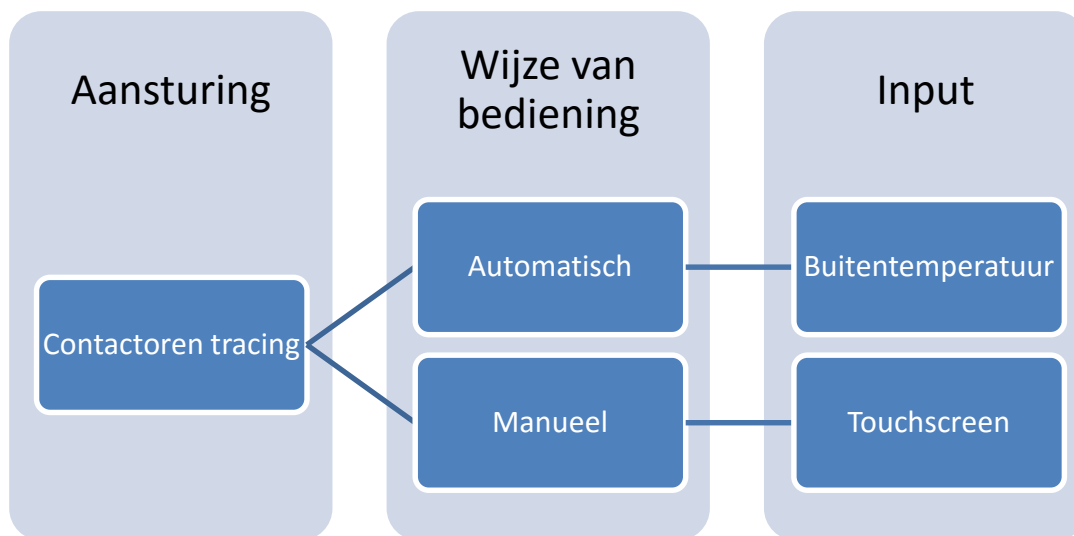 Aansturing
Wijze van
bediening
Input
Contactoren tracing
Automatisch
Buitentemperatuur
Manueel
Touchscreen